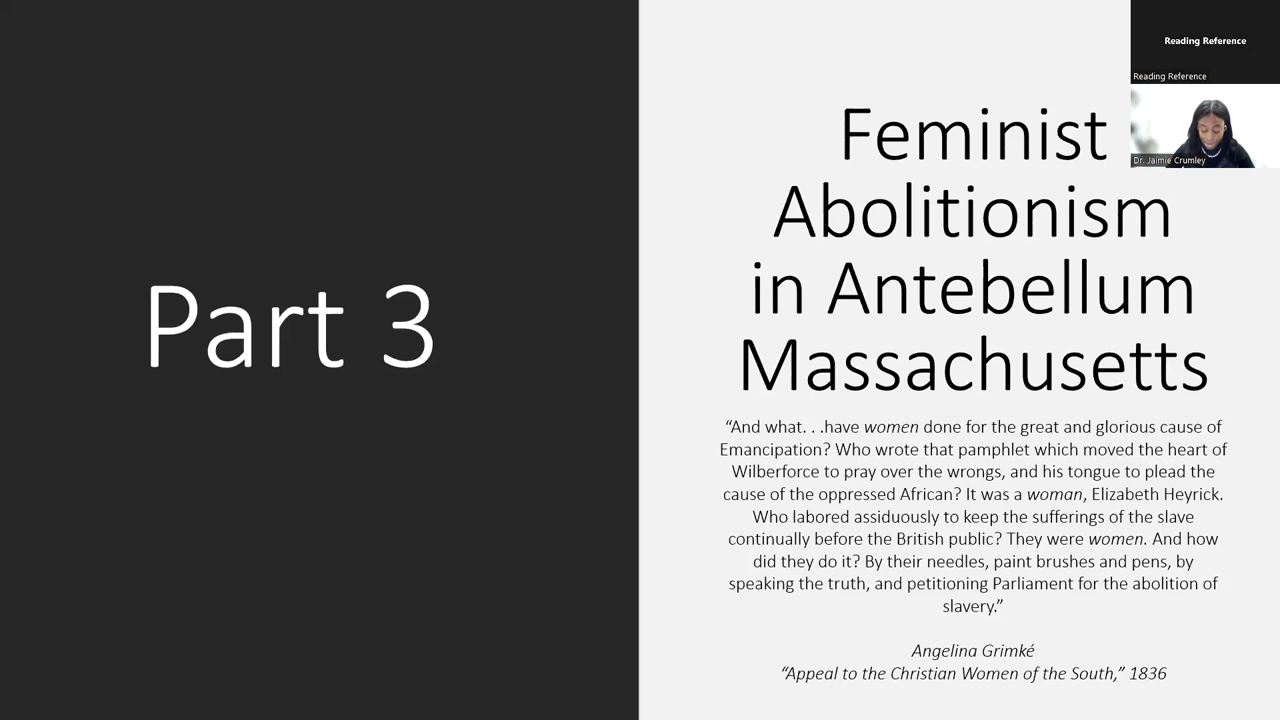 Part 3
Feminist
Abolitionism
in Antebellum
Massachusetts
“And what. . .have women done for the great and glorious cause of
Emancipation? Who wrote that pamphlet which moved the heart of
Wilberforce to pray over the wrongs, and his tongue to plead the
cause of the oppressed African? It was a woman, Elizabeth Heyrick.
Who labored assiduously to keep the sufferings of the slave
continually before the British public? They were women. And how
did they do it? By their needles, paint brushes and pens, by
speaking the truth, and petitioning Parliament for the abolition of
slavery.”
Angelina Grimké
“Appeal to the Christian Women of the South,” 1836
Reading Reference
Reading Reference
Dr. Jaimie Crumley